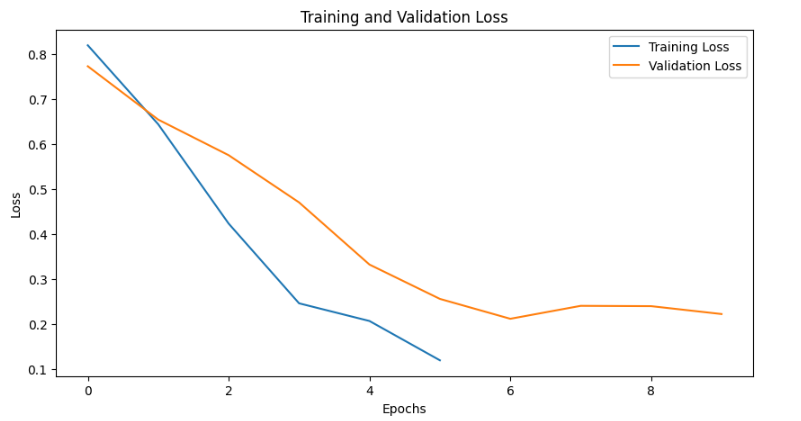 Training and Validation Loss
Training Loss
Validation Loss
Loss
0.8
0.7
0.6
0.5
0.4
0.3
0.2
0.1
0 2 4 6 8
Epochs